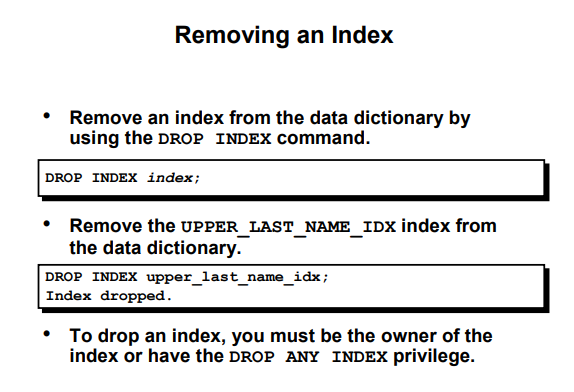 Removing an Index
• Remove an index from the data dictionary by
using the DROP INDEX command.
DROP INDEX index;
• Remove the UPPER_LAST_NAME_IDX index from
the data dictionary.
DROP INDEX upper_last_name_idx;
Index dropped.
• To drop an index, you must be the owner of the
index or have the DROP ANY INDEX privilege.